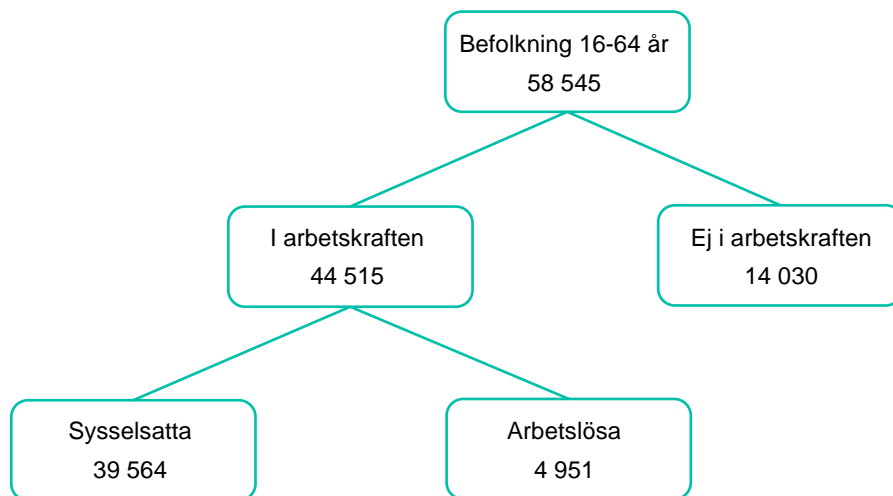 Befolkning 16-64 år
58 545
I arbetskraften
44 515
Ej i arbetskraften
14 030
Sysselsatta
39 564
Arbetslösa
4 951